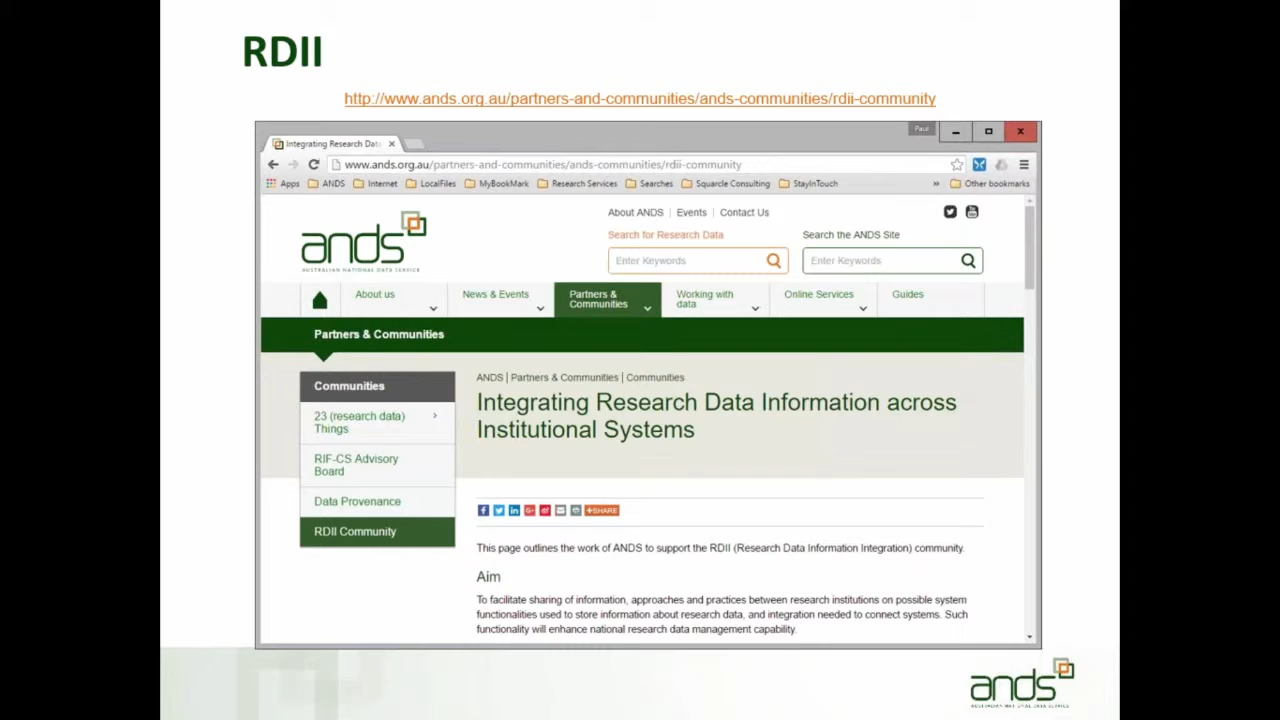 RDII
http://www.ands.org.au/partners-and-communities/ands-communities/rdii-community
Paul
Integrating Research Data
www.ands.org.au/partners-and-communities/ands-communities/rdii-community
Apps ANDS Internet LocalFiles MyBookMark Research Services Searches Squarcle Consulting StayInTouch » Other bookmarks
About ANDS | Events | Contact Us
Search for Research Data Search the ANDS Site
ands
AUSTRALIAN NATIONAL DATA SERVICE
Enter Keywords Enter Keywords
About us News & Events Partners & Communities Working with data Online Services Guides
Partners & Communities
Communities
23 (research data)
Things
RIF-CS Advisory
Board
Data Provenance
RDII Community
ANDS | Partners & Communities | Communities
Integrating Research Data Information across
Institutional Systems
+SHARE
This page outlines the work of ANDS to support the RDII (Research Data Information Integration) community.
Aim
To facilitate sharing of information, approaches and practices between research institutions on possible system
functionalities used to store information about research data, and integration needed to connect systems. Such
functionality will enhance national research data management capability.
ands
AUSTRALIAN NATIONAL DATA SERVICE